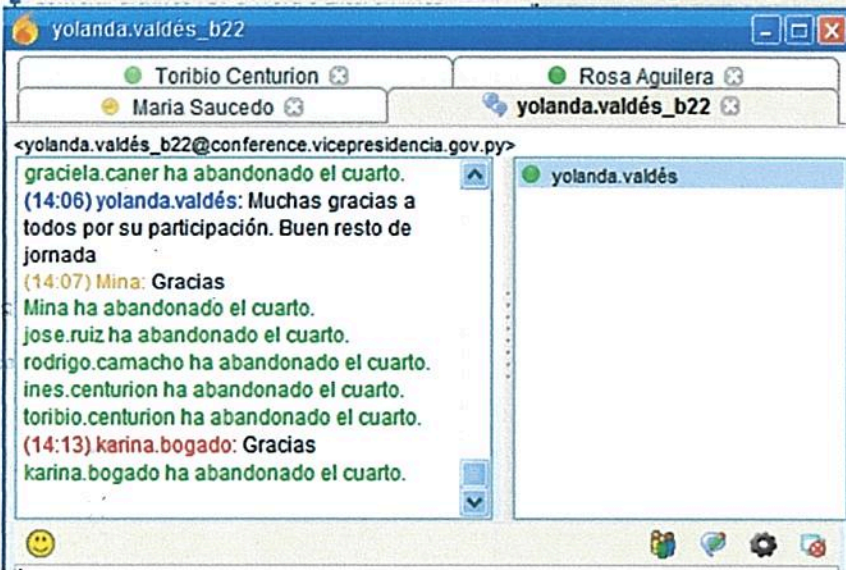 yolanda.valdés_b22
Toribio Centurion
Rosa Aguilera
Maria Saucedo
yolanda.valdés_b22
<yolanda.valdés_b22@conference.vicepresidencia.gov.py>
graciela.caner ha abandonado el cuarto.
(14:06) yolanda.valdés: Muchas gracias a
todos por su participación. Buen resto de
jornada
(14:07) Mina: Gracias
Mina ha abandonado el cuarto.
jose.ruiz ha abandonado el cuarto.
rodrigo.camacho ha abandonado el cuarto.
ines.centurion ha abandonado el cuarto.
toribio.centurion ha abandonado el cuarto.
(14:13) karina.bogado: Gracias
karina.bogado ha abandonado el cuarto.
yolanda.valdés